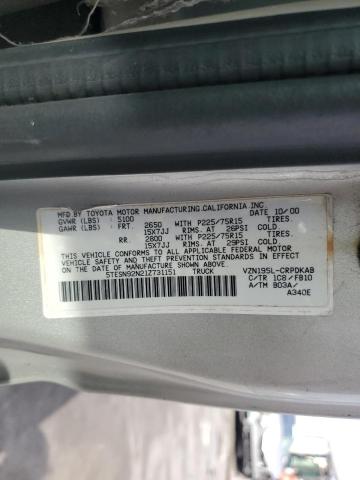 MFD. BY TOYOTA MOTOR MANUFACTURING,CALIFORNIA,INC. DATE 10/00
GVWR (LBS) 5100
GAWR (LBS) FRT. 2650 WITH P225/75R15 TIRES.
15X7JJ RIMS. AT 26PSI COLD
RR. 2800 WITH P225/75R15 TIRES.
15X7JJ RIMS. AT 29PSI COLD
THIS VEHICLE CONFORMS TO ALL APPLICABLE FEDERAL MOTOR
VEHICLE SAFETY AND THEFT PREVENTION STANDARDS IN EFFECT ON
THE DATE OF MANUFACTURE SHOWN ABOVE.
5TESN92N21Z731151 TRUCK VZN195L-CRPDKAB
C/TR 1C8 /FB10
A/TM B03A/
A340E